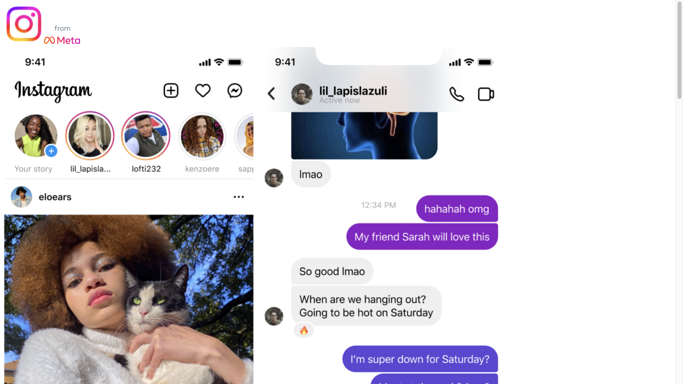 from
Meta
9:41
Instagram
Your story
lil_lapisla...
lofti232
kenzoere
eloears
9:41
lil_lapislazuli
Active now
lmao
12:34 PM
hahahah omg
My friend Sarah will love this
So good lmao
When are we hanging out?
Going to be hot on Saturday
I'm super down for Saturday?